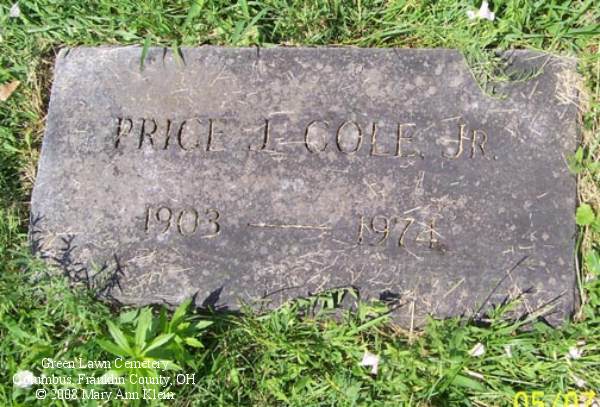 PRICE J. COLE, JR.
1903 — 1974
Green Lawn Cemetery
Columbus, Franklin County, OH
© 2008 Mary Ann Klein